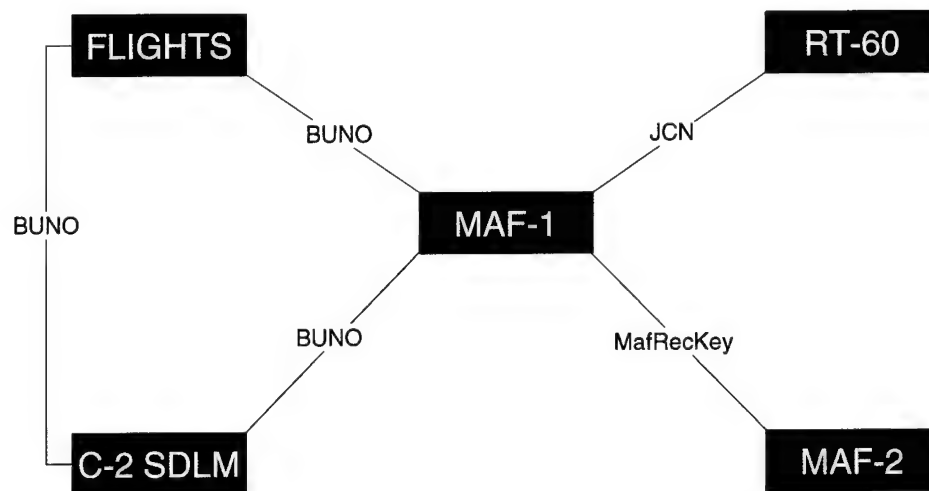 FLIGHTS
RT-60
BUNO
JCN
BUNO
MAF-1
BUNO
MafRecKey
C-2 SDLM
MAF-2